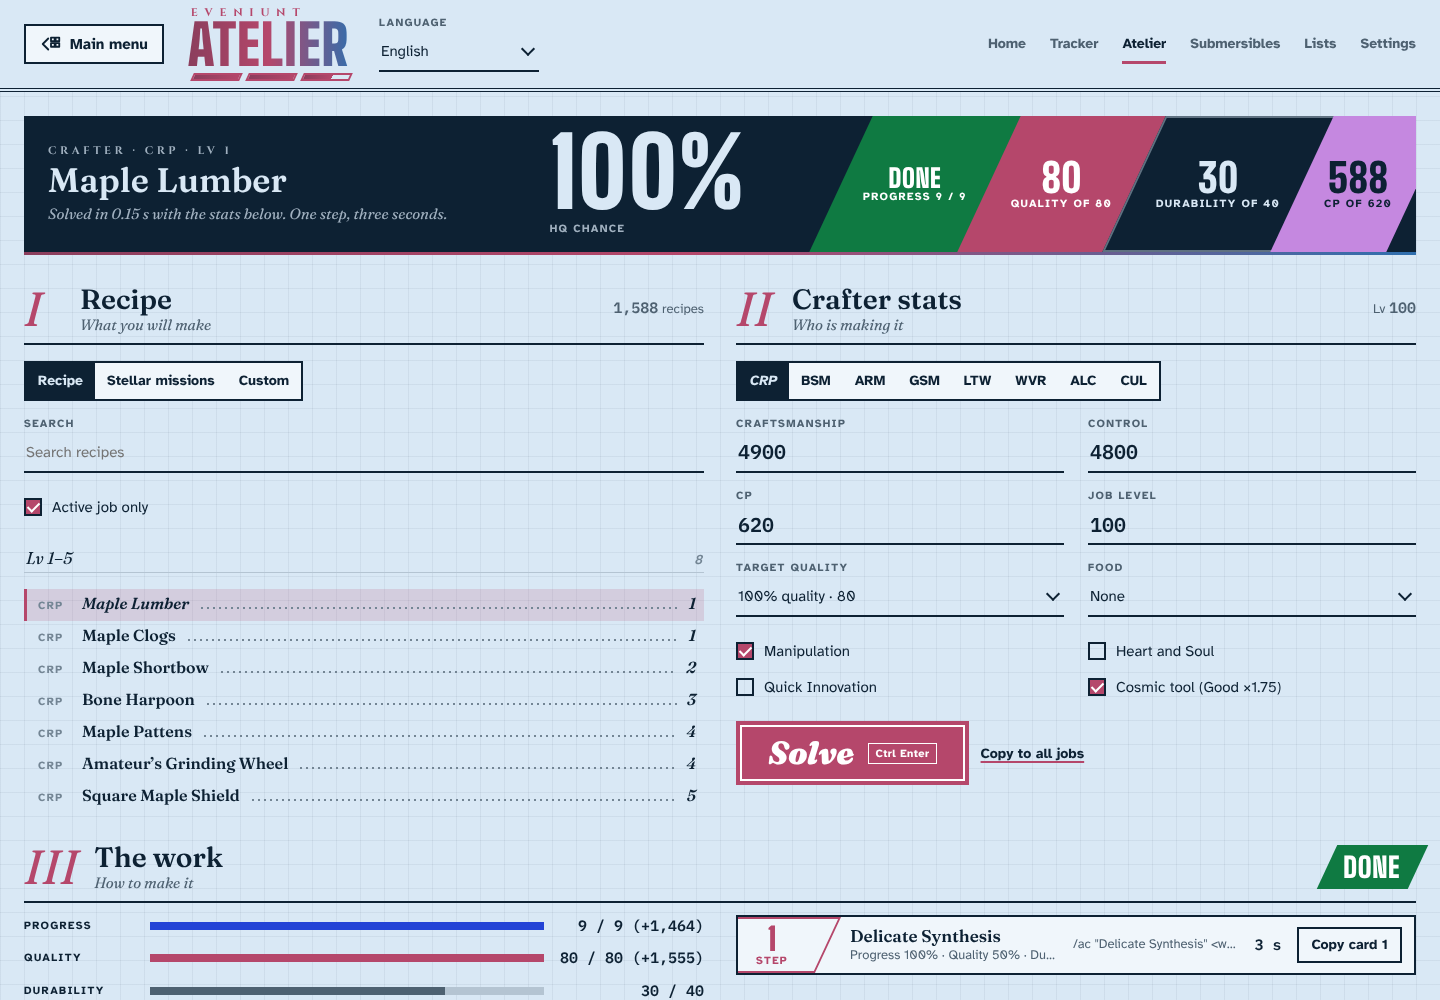 Main menu
EVENIUNT
ATELIER
LANGUAGE
English
Home
Tracker
Atelier
Submersibles
Lists
Settings
CRAFTER · CRP · LV 1
Maple Lumber
Solved in 0.15 s with the stats below. One step, three seconds.
100%
HQ CHANCE
DONE
PROGRESS 9 / 9
80
QUALITY OF 80
30
DURABILITY OF 40
588
CP OF 620
I
Recipe
What you will make
1,588 recipes
Recipe
Stellar missions
Custom
SEARCH
Search recipes
Active job only
Lv 1–5
8
CRP Maple Lumber 1
CRP Maple Clogs 1
CRP Maple Shortbow 2
CRP Bone Harpoon 3
CRP Maple Pattens 4
CRP Amateur’s Grinding Wheel 4
CRP Square Maple Shield 5
II
Crafter stats
Who is making it
Lv 100
CRP
BSM
ARM
GSM
LTW
WVR
ALC
CUL
CRAFTSMANSHIP
4900
CONTROL
4800
CP
620
JOB LEVEL
100
TARGET QUALITY
100% quality · 80
FOOD
None
Manipulation
Heart and Soul
Quick Innovation
Cosmic tool (Good ×1.75)
Solve
Ctrl Enter
Copy to all jobs
III
The work
How to make it
DONE
PROGRESS 9 / 9 (+1,464)
QUALITY 80 / 80 (+1,555)
DURABILITY 30 / 40
1
STEP
Delicate Synthesis
Progress 100% · Quality 50% · Du...
/ac "Delicate Synthesis" <w...
3 s
Copy card 1